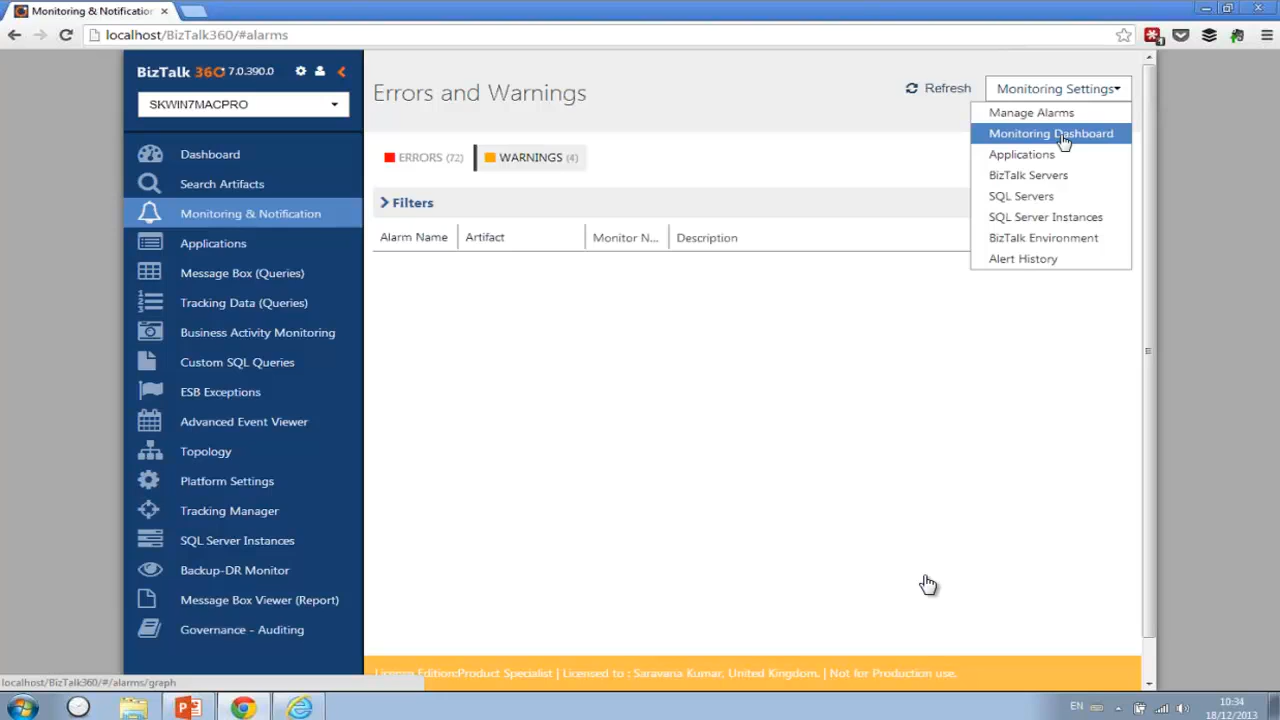 Monitoring & Notification
localhost/BizTalk360/#alarms
BizTalk 360 7.0.390.0
SKWIN7MACPRO
Dashboard
Search Artifacts
Monitoring & Notification
Applications
Message Box (Queries)
Tracking Data (Queries)
Business Activity Monitoring
Custom SQL Queries
ESB Exceptions
Advanced Event Viewer
Topology
Platform Settings
Tracking Manager
SQL Server Instances
Backup-DR Monitor
Message Box Viewer (Report)
Governance - Auditing
Errors and Warnings
Refresh
Monitoring Settings
Manage Alarms
Monitoring Dashboard
Applications
BizTalk Servers
SQL Servers
SQL Server Instances
BizTalk Environment
Alert History
ERRORS (72)
WARNINGS (4)
Filters
Alarm Name Artifact Monitor N... Description
License Edition:Product Specialist | Licensed to : Saravana Kumar, United Kingdom. | Not for Production use.
localhost/BizTalk360/#/alarms/graph
EN
10:34
18/12/2013